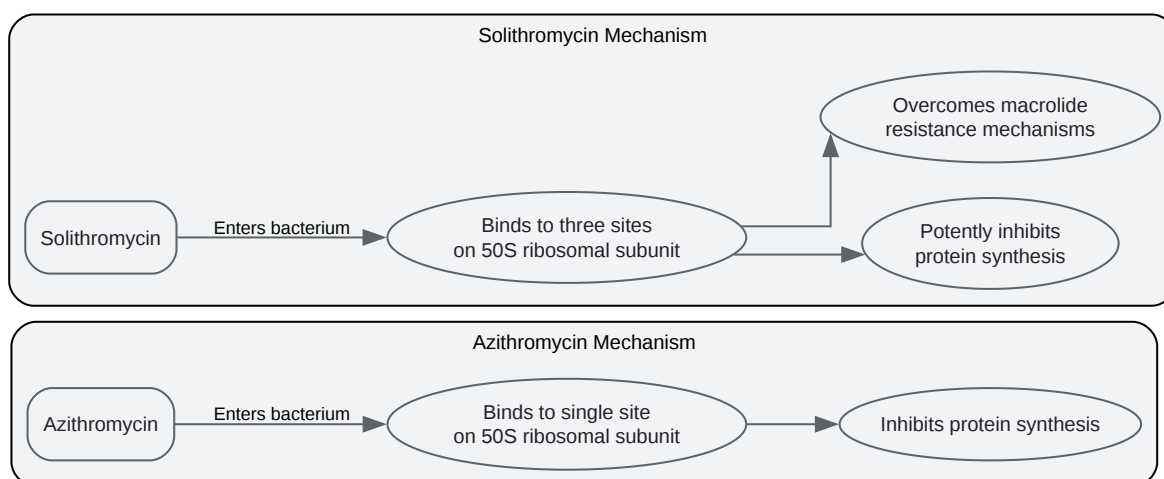 Solithromycin Mechanism
Overcomes macrolide
resistance mechanisms
Solithromycin
Enters bacterium
Binds to three sites
on 50S ribosomal subunit
Potently inhibits
protein synthesis
Azithromycin Mechanism
Azithromycin
Enters bacterium
Binds to single site
on 50S ribosomal subunit
Inhibits protein synthesis